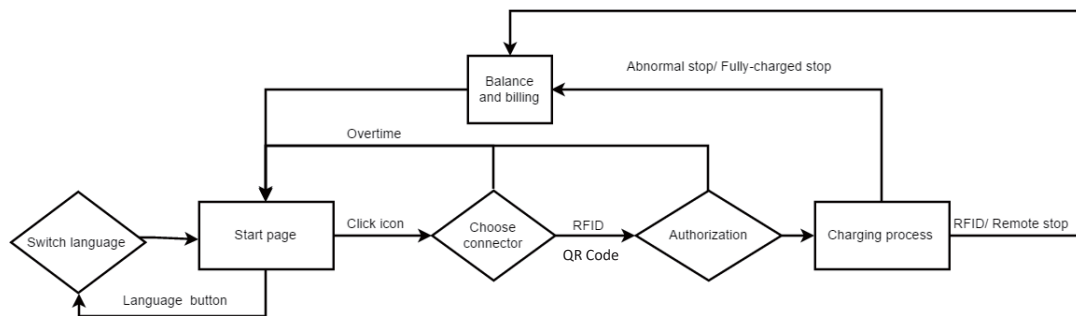 Abnormal stop/ Fully-charged stop
Balance
and billing
Overtime
Switch language
Start page
Click icon
Choose
connector
RFID
QR Code
Authorization
Charging process
RFID/ Remote stop
Language button